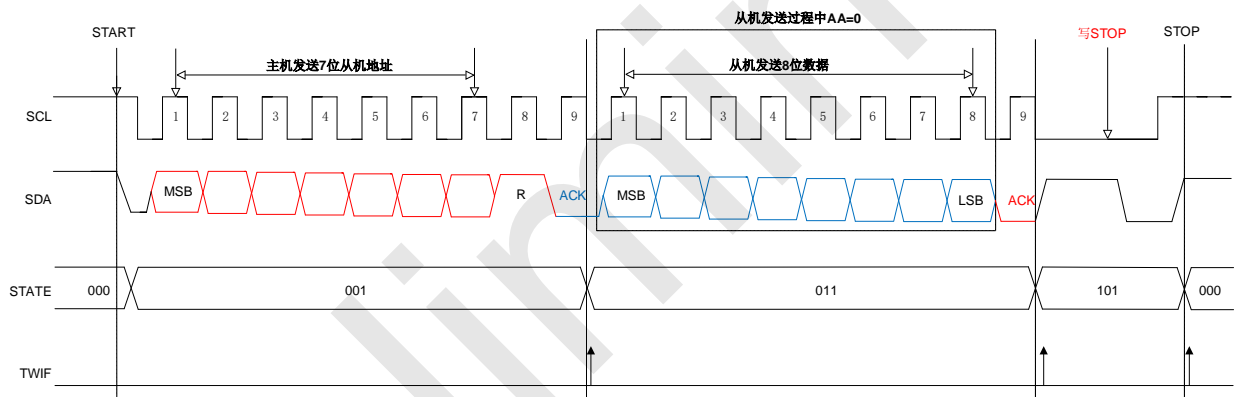 从机发送过程中AA=0
START
写STOP
STOP
主机发送7位从机地址
从机发送8位数据
SCL 1 2 3 4 5 6 7 8 9 1 2 3 4 5 6 7 8 9
SDA MSB R ACK MSB LSB ACK
STATE 000 001 011 101 000
TWIF